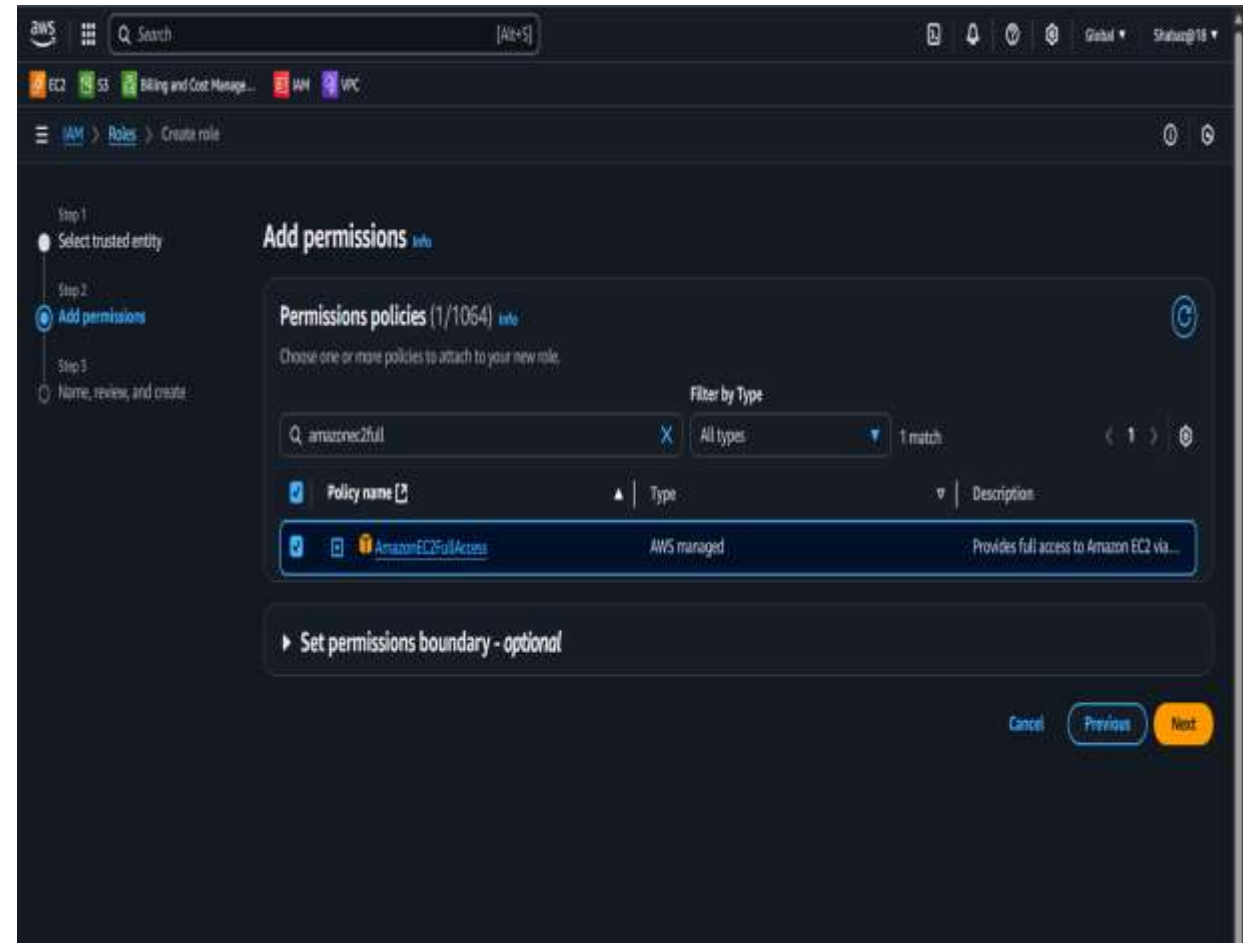 aws Search [Alt+S] Global
EC2 S3 Billing and Cost Manage... IAM VPC
IAM > Roles > Create role
Step 1
Select trusted entity
Step 2
Add permissions
Step 3
Name, review, and create
Add permissions Info
Permissions policies (1/1064) Info
Choose one or more policies to attach to your new role.
Filter by Type
amazonec2full All types 1 match 1
Policy name Type Description
AmazonEC2FullAccess AWS managed Provides full access to Amazon EC2 via...
Set permissions boundary - optional
Cancel Previous Next